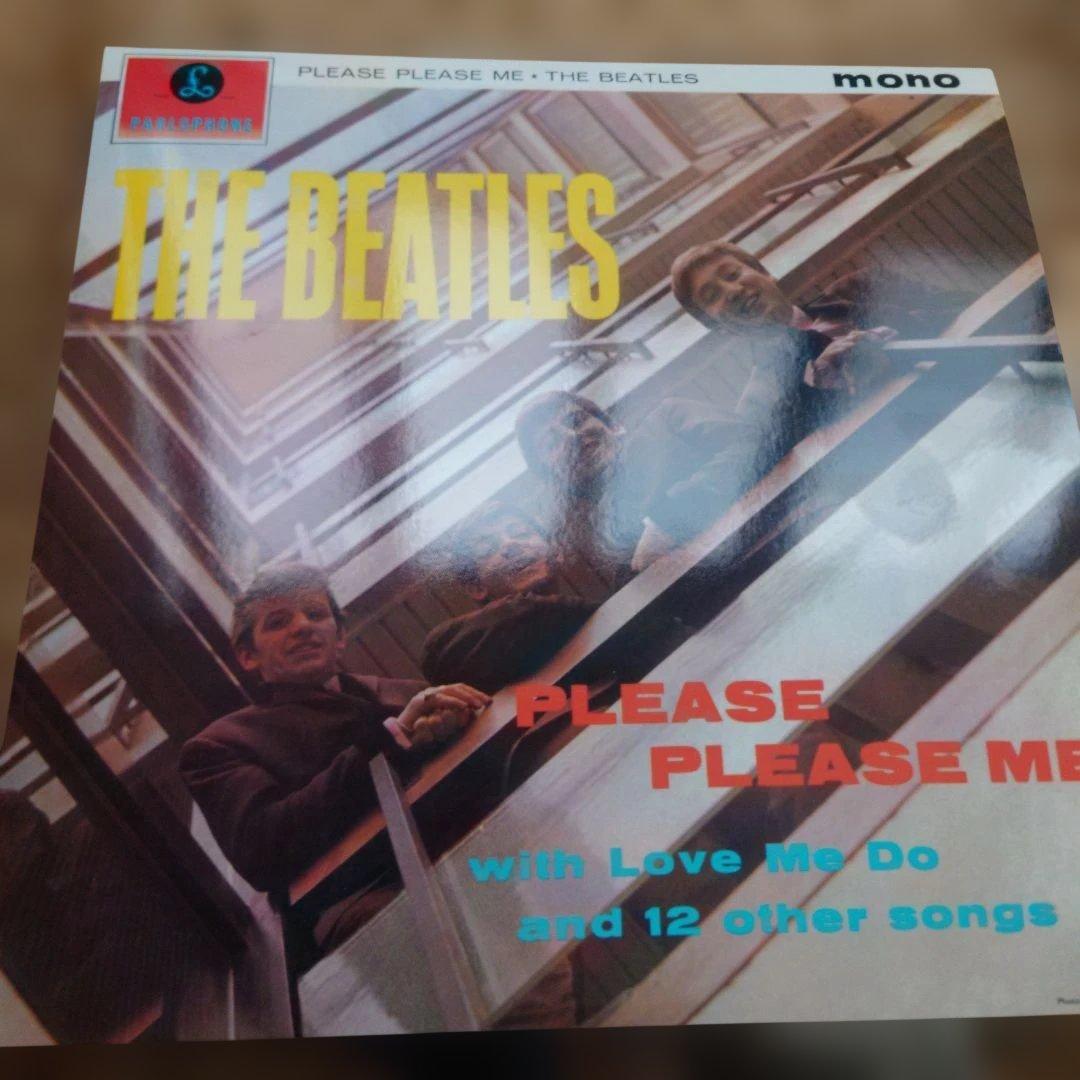 PLEASE PLEASE ME ★ THE BEATLES
mono
£
PARLOPHONE
THE BEATLES
PLEASE
PLEASE ME
with Love Me Do
and 12 other songs